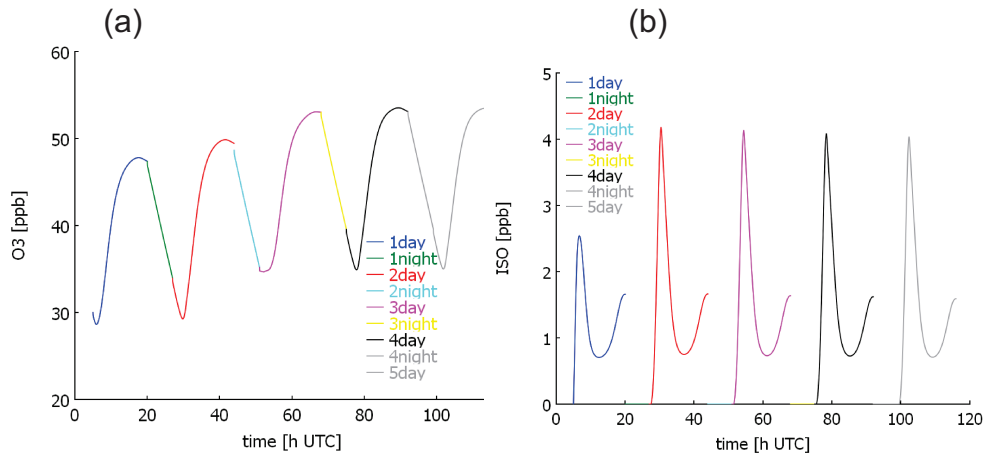 (a)
60
50
40
30
20
O3 [ppb]
0 20 40 60 80 100
time [h UTC]
1day
1night
2day
2night
3day
3night
4day
4night
5day
(b)
5
4
3
2
1
0
ISO [ppb]
0 20 40 60 80 100 120
time [h UTC]
1day
1night
2day
2night
3day
3night
4day
4night
5day